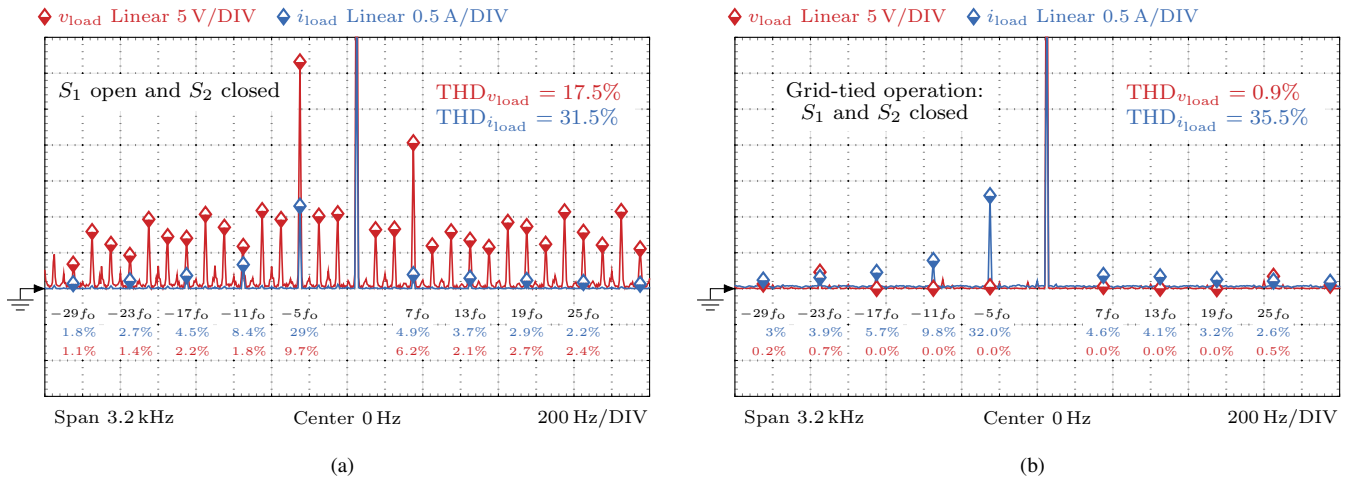 v_load Linear 5 V/DIV i_load Linear 0.5 A/DIV
S₁ open and S₂ closed
THD_v_load = 17.5%
THD_i_load = 31.5%
−29f_o −23f_o −17f_o −11f_o −5f_o 7f_o 13f_o 19f_o 25f_o
1.8% 2.7% 4.5% 8.4% 29% 4.9% 3.7% 2.9% 2.2%
1.1% 1.4% 2.2% 1.8% 9.7% 6.2% 2.1% 2.7% 2.4%
Span 3.2 kHz Center 0 Hz 200 Hz/DIV
(a)
v_load Linear 5 V/DIV i_load Linear 0.5 A/DIV
Grid-tied operation:
S₁ and S₂ closed
THD_v_load = 0.9%
THD_i_load = 35.5%
−29f_o −23f_o −17f_o −11f_o −5f_o 7f_o 13f_o 19f_o 25f_o
3% 3.9% 5.7% 9.8% 32.0% 4.6% 4.1% 3.2% 2.6%
0.2% 0.7% 0.0% 0.0% 0.0% 0.0% 0.0% 0.0% 0.5%
Span 3.2 kHz Center 0 Hz 200 Hz/DIV
(b)